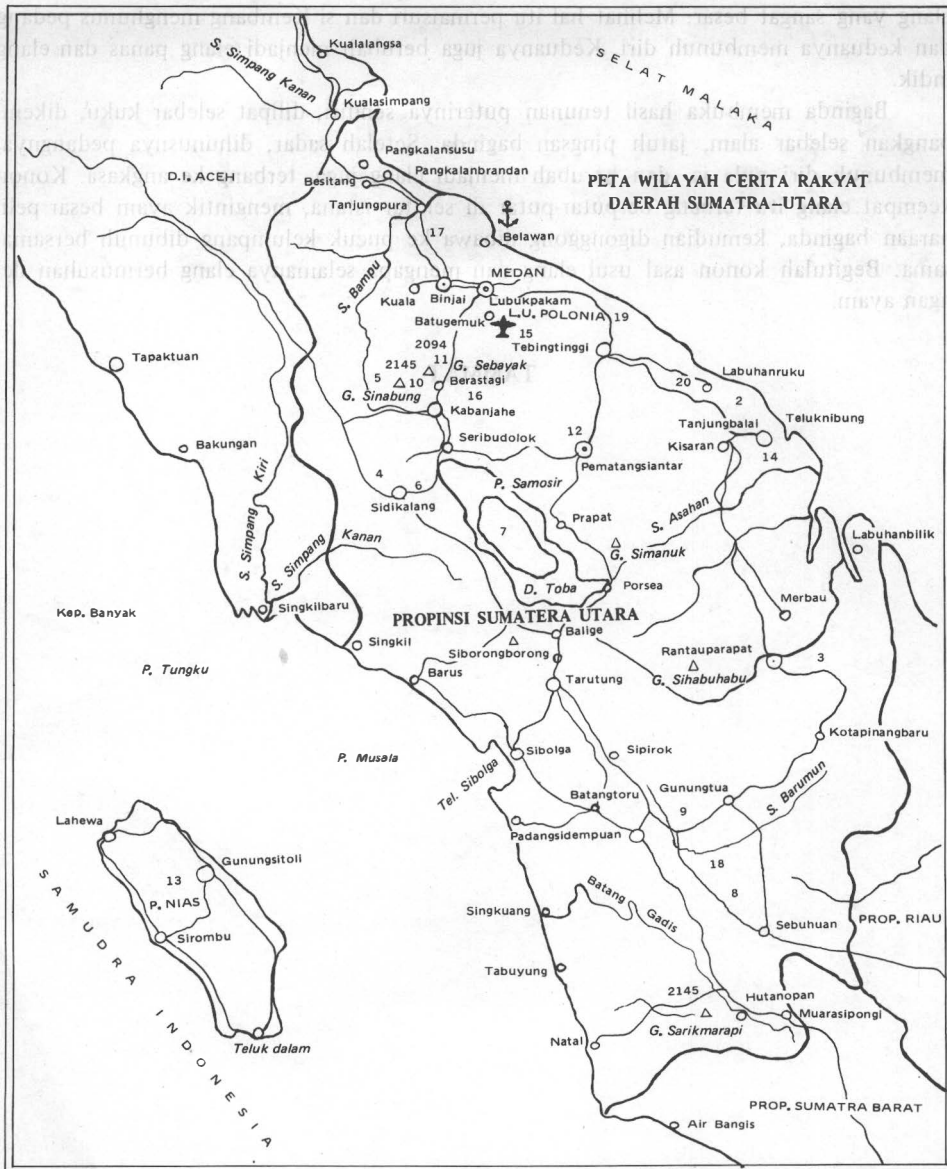 Kualalangsa
S. Simpang Kanan
SELAT MALAKA
Kualasimpang
Pangkalansusu
D.I. ACEH
Pangkalanbrandan
Besitang
PETA WILAYAH CERITA RAKYAT
DAERAH SUMATRA–UTARA
Tanjungpura
17
Belawan
S. Bampu
MEDAN
Kuala
Binjai
Lubukpakam
Batugemuk
L.U. POLONIA
19
15
2094
Tebingtinggi
Tapaktuan
2145
11
G. Sebayak
5
10
Berastagi
Labuhanruku
20
G. Sinabung
16
2
Kabanjahe
Tanjungbalai
Teluknibung
12
Bakungan
Seribudolok
Kisaran
14
Pematangsiantar
4
6
P. Samosir
Sidikalang
S. Simpang Kiri
Prapat
S. Asahan
7
S. Simpang Kanan
G. Simanuk
Labuhanbilik
D. Toba
Porsea
Singkilbaru
Merbau
Kep. Banyak
PROPINSI SUMATERA UTARA
Balige
Singkil
Siborongborong
Rantauparapat
3
P. Tungku
Barus
G. Sihabuhabu
Tarutung
Kotapinangbaru
P. Musala
Sibolga
Sipirok
Tel. Sibolga
Gunungtua
S. Barumun
Batangtoru
9
Lahewa
Padangsidempuan
Gunungsitoli
18
13
8
P. NIAS
Batang Gadis
Singkuang
PROP. RIAU
Sirombu
Sebuhuan
SAMUDRA INDONESIA
Tabuyung
2145
Hutanopan
Muarasipongi
G. Sarikmarapi
Natal
Teluk dalam
PROP. SUMATRA BARAT
Air Bangis